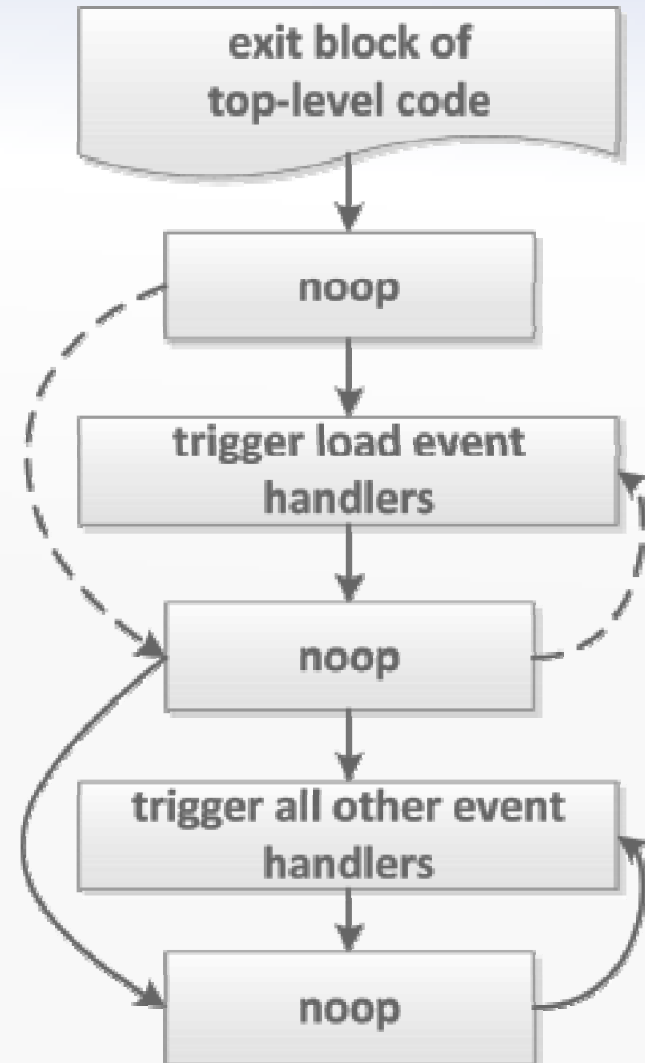 exit block of
top-level code
noop
trigger load event
handlers
noop
trigger all other event
handlers
noop